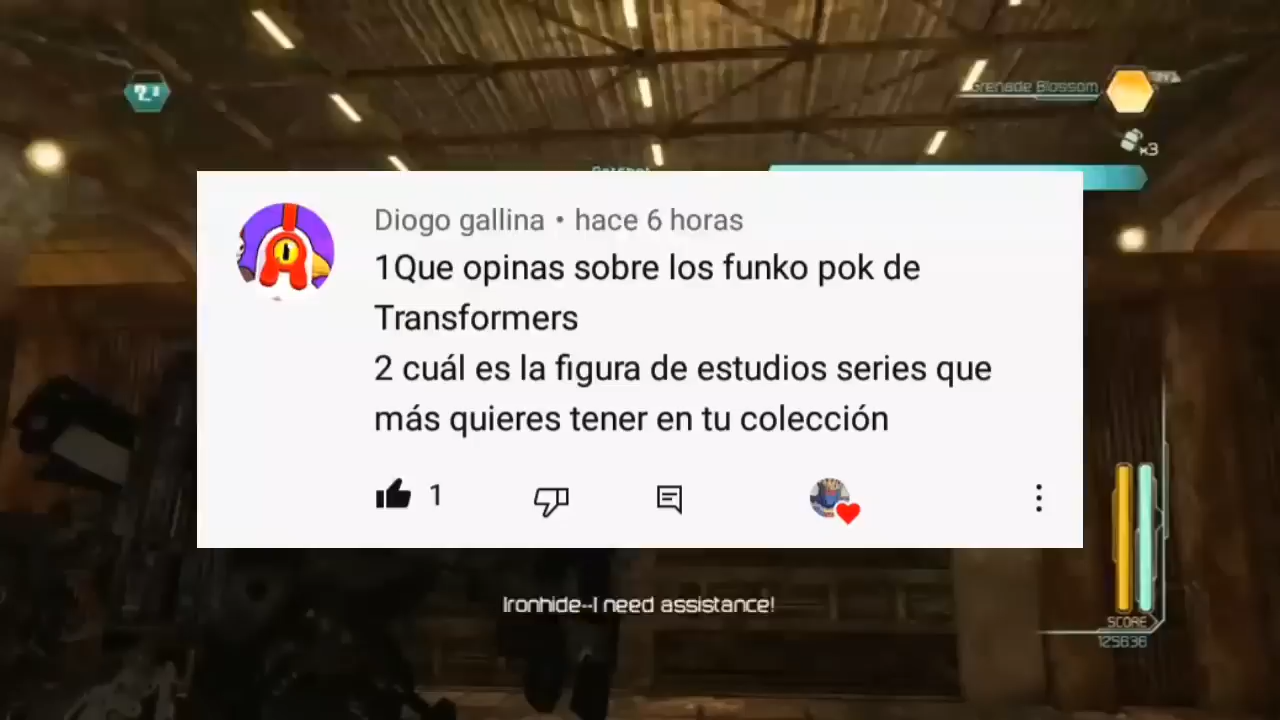 Grenade Blossom
x3
Diogo gallina • hace 6 horas
1Que opinas sobre los funko pok de
Transformers
2 cuál es la figura de estudios series que
más quieres tener en tu colección
1
Ironhide--I need assistance!
SCORE
125636